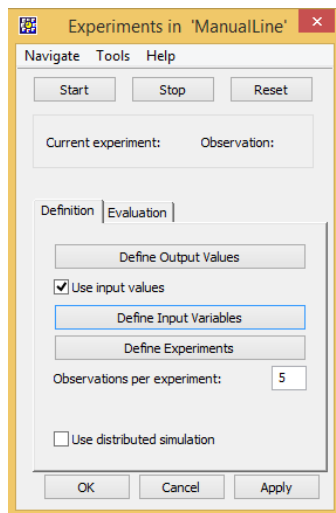 Experiments in 'ManualLine'
Navigate Tools Help
Start Stop Reset
Current experiment: Observation:
Definition Evaluation
Define Output Values
Use input values
Define Input Variables
Define Experiments
Observations per experiment: 5
Use distributed simulation
OK Cancel Apply